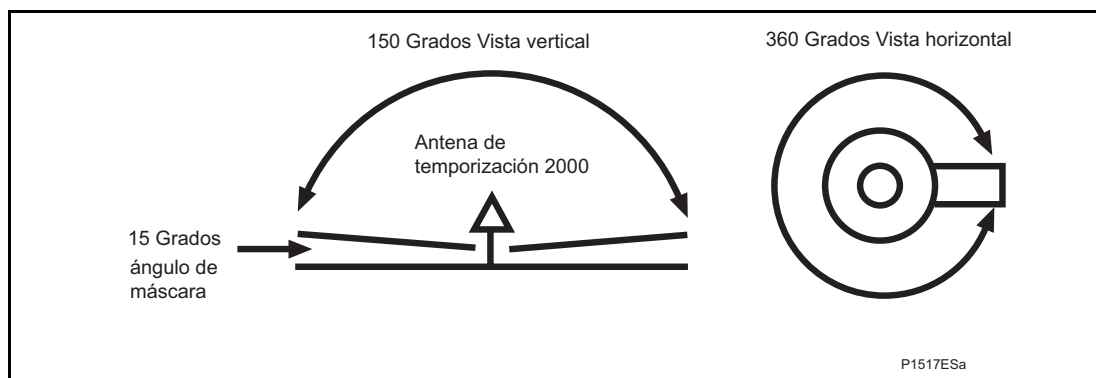 150 Grados Vista vertical
360 Grados Vista horizontal
Antena de
temporización 2000
15 Grados
ángulo de
máscara
P1517ESa